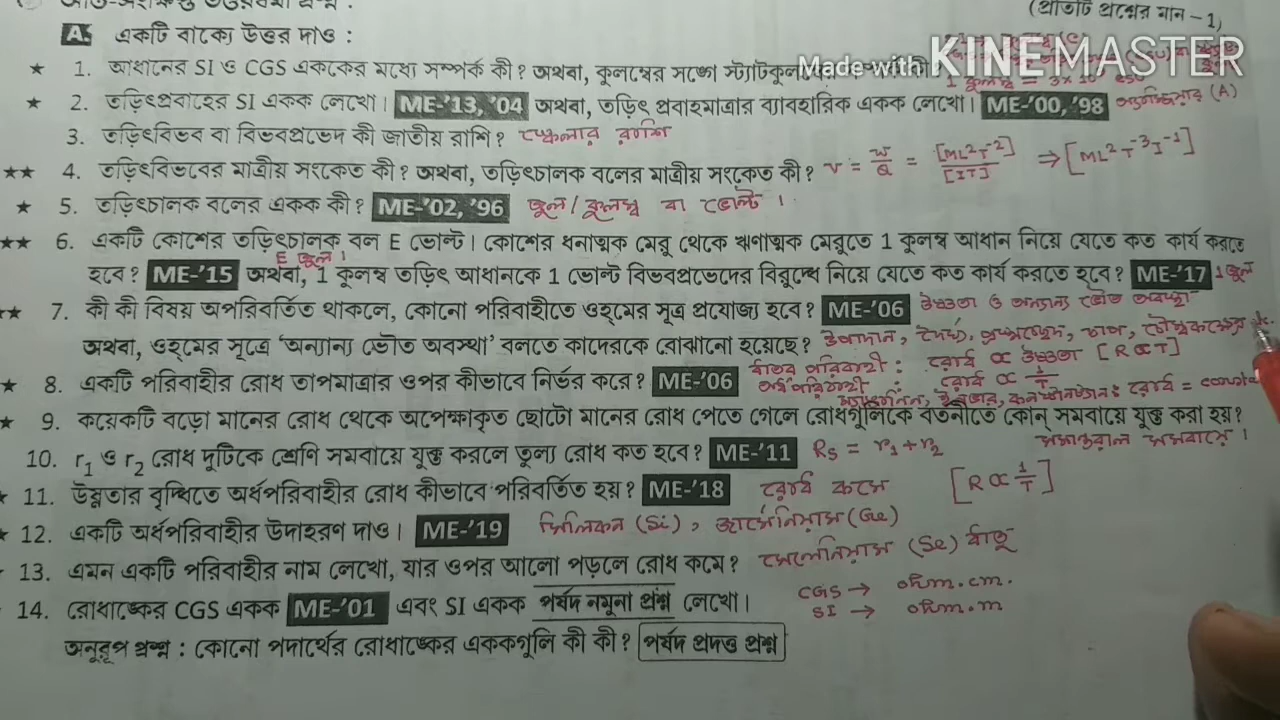 (প্রতিটি প্রশ্নের মান – 1)
A. একটি বাক্যে উত্তর দাও :
Made with KINEMASTER
★ 1. আধানের SI ও CGS এককের মধ্যে সম্পর্ক কী? অথবা, কুলম্বের সঙ্গে
★ 2. তড়িৎপ্রবাহের SI একক লেখো। ME-'13, '04 অথবা, তড়িৎ প্রবাহমাত্রার ব্যাবহারিক একক লেখো। ME-'00, '98 (A)
3. তড়িৎবিভব বা বিভবপ্রভেদ কী জাতীয় রাশি? স্কেলার রাশি
★★ 4. তড়িৎবিভবের মাত্রীয় সংকেত কী? অথবা, তড়িৎচালক বলের মাত্রীয় সংকেত কী? V = W/Q = [ML²T⁻²]/[IT] ⇒ [ML²T⁻³I⁻¹]
★ 5. তড়িৎচালক বলের একক কী? ME-'02, '96 জুল/কুলম্ব বা ভোল্ট।
★★ 6. একটি কোশের তড়িৎচালক বল E ভোল্ট। কোশের ধনাত্মক মেরু থেকে ঋণাত্মক মেরুতে 1 কুলম্ব আধান নিয়ে যেতে কত কার্য করতে
E জুল।
হবে? ME-'15 অথবা, 1 কুলম্ব তড়িৎ আধানকে 1 ভোল্ট বিভবপ্রভেদের বিরুদ্ধে নিয়ে যেতে কত কার্য করতে হবে? ME-'17 1 জুল
★★ 7. কী কী বিষয় অপরিবর্তিত থাকলে, কোনো পরিবাহীতে ওহমের সূত্র প্রযোজ্য হবে? ME-'06 উষ্ণতা ও অন্যান্য ভৌত অবস্থা
অথবা, ওহমের সূত্রে 'অন্যান্য ভৌত অবস্থা' বলতে কাদেরকে বোঝানো হয়েছে? উপাদান, দৈর্ঘ্য, প্রস্থচ্ছেদ, চাপ,
ধাতব পরিবাহী : রোধ ∝ উষ্ণতা [R∝T]
★ 8. একটি পরিবাহীর রোধ তাপমাত্রার ওপর কীভাবে নির্ভর করে? ME-'06 অর্ধপরিবাহী : রোধ ∝ 1/T
রোধ =
★ 9. কয়েকটি বড়ো মানের রোধ থেকে অপেক্ষাকৃত ছোটো মানের রোধ পেতে গেলে রোধগুলিকে বর্তনীতে কোন্ সমবায়ে যুক্ত করা হয়?
সমান্তরাল সমবায়ে।
10. r₁ ও r₂ রোধ দুটিকে শ্রেণি সমবায়ে যুক্ত করলে তুল্য রোধ কত হবে? ME-'11 Rs = r₁ + r₂
★ 11. উষ্ণতার বৃদ্ধিতে অর্ধপরিবাহীর রোধ কীভাবে পরিবর্তিত হয়? ME-'18 রোধ কমে [R∝1/T]
★ 12. একটি অর্ধপরিবাহীর উদাহরণ দাও। ME-'19 সিলিকন (Si), জার্মেনিয়াম (Ge)
13. এমন একটি পরিবাহীর নাম লেখো, যার ওপর আলো পড়লে রোধ কমে? সেলেনিয়াম (Se) ধাতু
CGS → ohm.cm.
14. রোধাঙ্কের CGS একক ME-'01 এবং SI একক পর্ষদ নমুনা প্রশ্ন লেখো। SI → ohm.m
অনুরূপ প্রশ্ন : কোনো পদার্থের রোধাঙ্কের এককগুলি কী কী? পর্ষদ প্রদত্ত প্রশ্ন